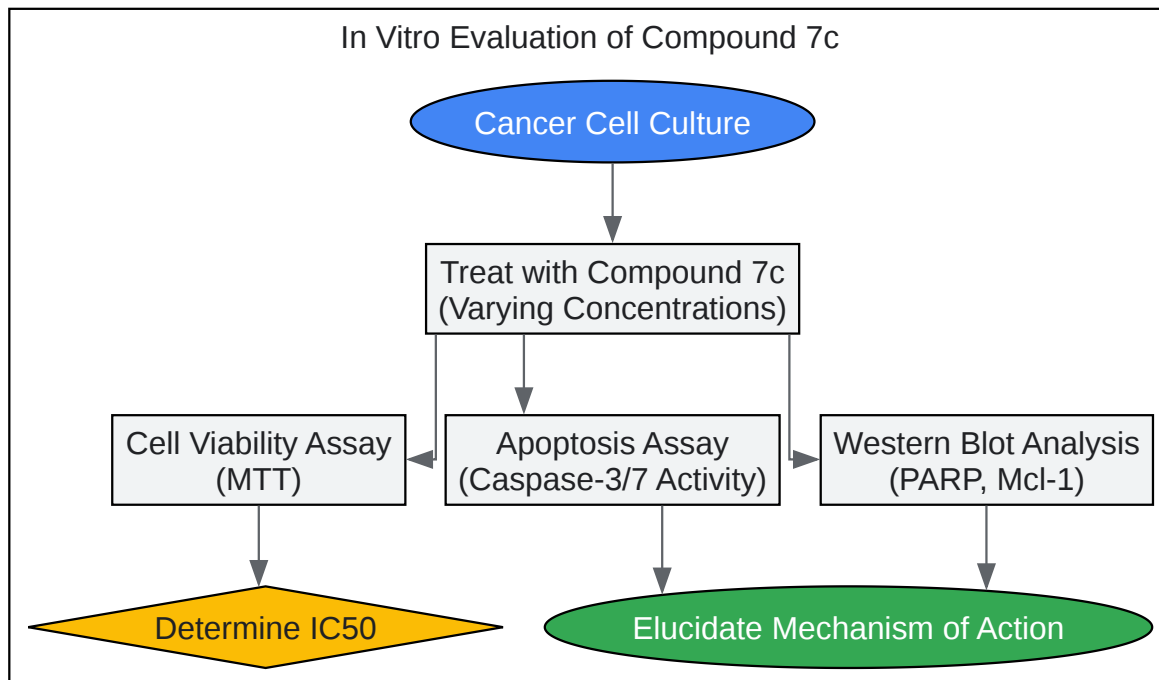 In Vitro Evaluation of Compound 7c
Cancer Cell Culture
Treat with Compound 7c
(Varying Concentrations)
Cell Viability Assay
(MTT)
Apoptosis Assay
(Caspase-3/7 Activity)
Western Blot Analysis
(PARP, Mcl-1)
Determine IC50
Elucidate Mechanism of Action